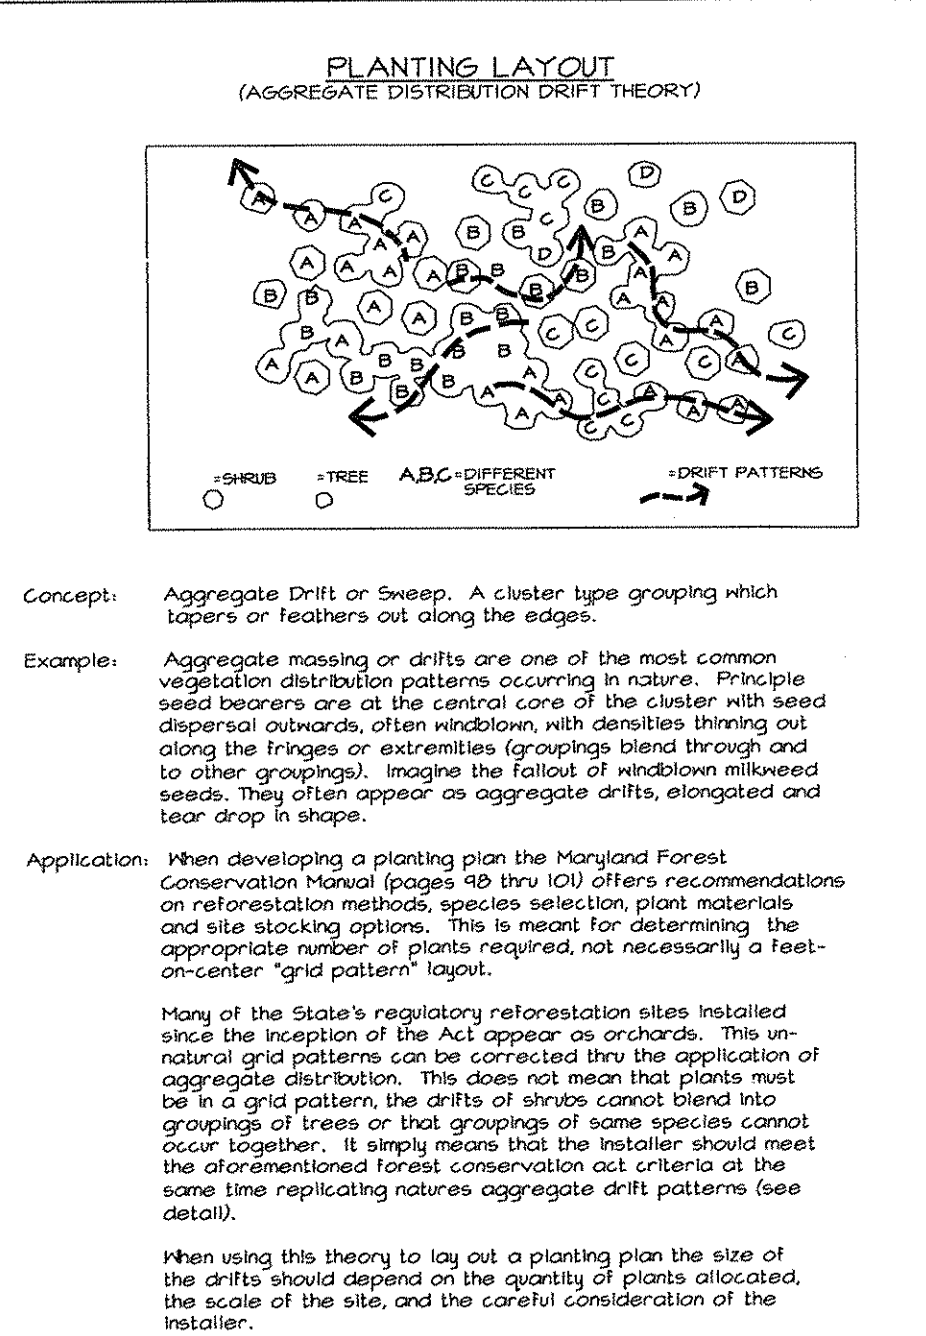 PLANTING LAYOUT
(AGGREGATE DISTRIBUTION DRIFT THEORY)
C C C D
A C B B D
A A A A C
B B D B A A
A A A A A B B B B A
B B A A B B A A B
B A B C C A A C
A A B B B B A C C A
B B A A C C A A A
A C C
=SHRUB =TREE A,B,C=DIFFERENT SPECIES =DRIFT PATTERNS
Concept: Aggregate Drift or Sweep. A cluster type grouping which
tapers or feathers out along the edges.
Example: Aggregate massing or drifts are one of the most common
vegetation distribution patterns occurring in nature. Principle
seed bearers are at the central core of the cluster with seed
dispersal outwards, often windblown, with densities thinning out
along the fringes or extremities (groupings blend through and
to other groupings). Imagine the fallout of windblown milkweed
seeds. They often appear as aggregate drifts, elongated and
tear drop in shape.
Application: When developing a planting plan the Maryland Forest
Conservation Manual (pages 98 thru 101) offers recommendations
on reforestation methods, species selection, plant materials
and site stocking options. This is meant for determining the
appropriate number of plants required, not necessarily a feet-
on-center "grid pattern" layout.
Many of the State's regulatory reforestation sites installed
since the inception of the Act appear as orchards. This un-
natural grid patterns can be corrected thru the application of
aggregate distribution. This does not mean that plants must
be in a grid pattern, the drifts of shrubs cannot blend into
groupings of trees or that groupings of same species cannot
occur together. It simply means that the installer should meet
the aforementioned forest conservation act criteria at the
same time replicating natures aggregate drift patterns (see
detail).
When using this theory to lay out a planting plan the size of
the drifts should depend on the quantity of plants allocated,
the scale of the site, and the careful consideration of the
installer.